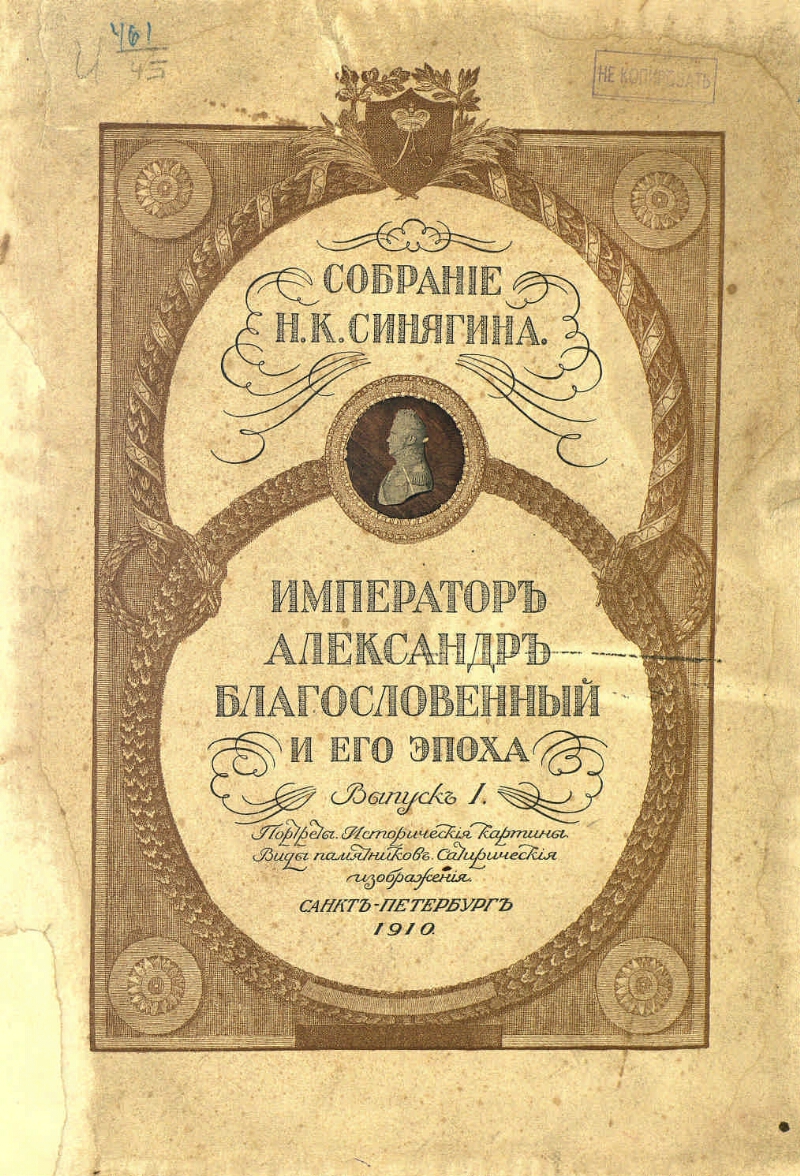 461
45
НЕ КОПИРОВАТЬ
СОБРАНІЕ
Н.К.СИНЯГИНА.
ИМПЕРАТОРЪ
АЛЕКСАНДРЪ
БЛАГОСЛОВЕННЫЙ
И ЕГО ЭПОХА
Выпускъ I.
Портреты. Историческія картины.
Виды памятниковъ. Сатирическія
изображенія.
САНКТЪ-ПЕТЕРБУРГЪ
1910.